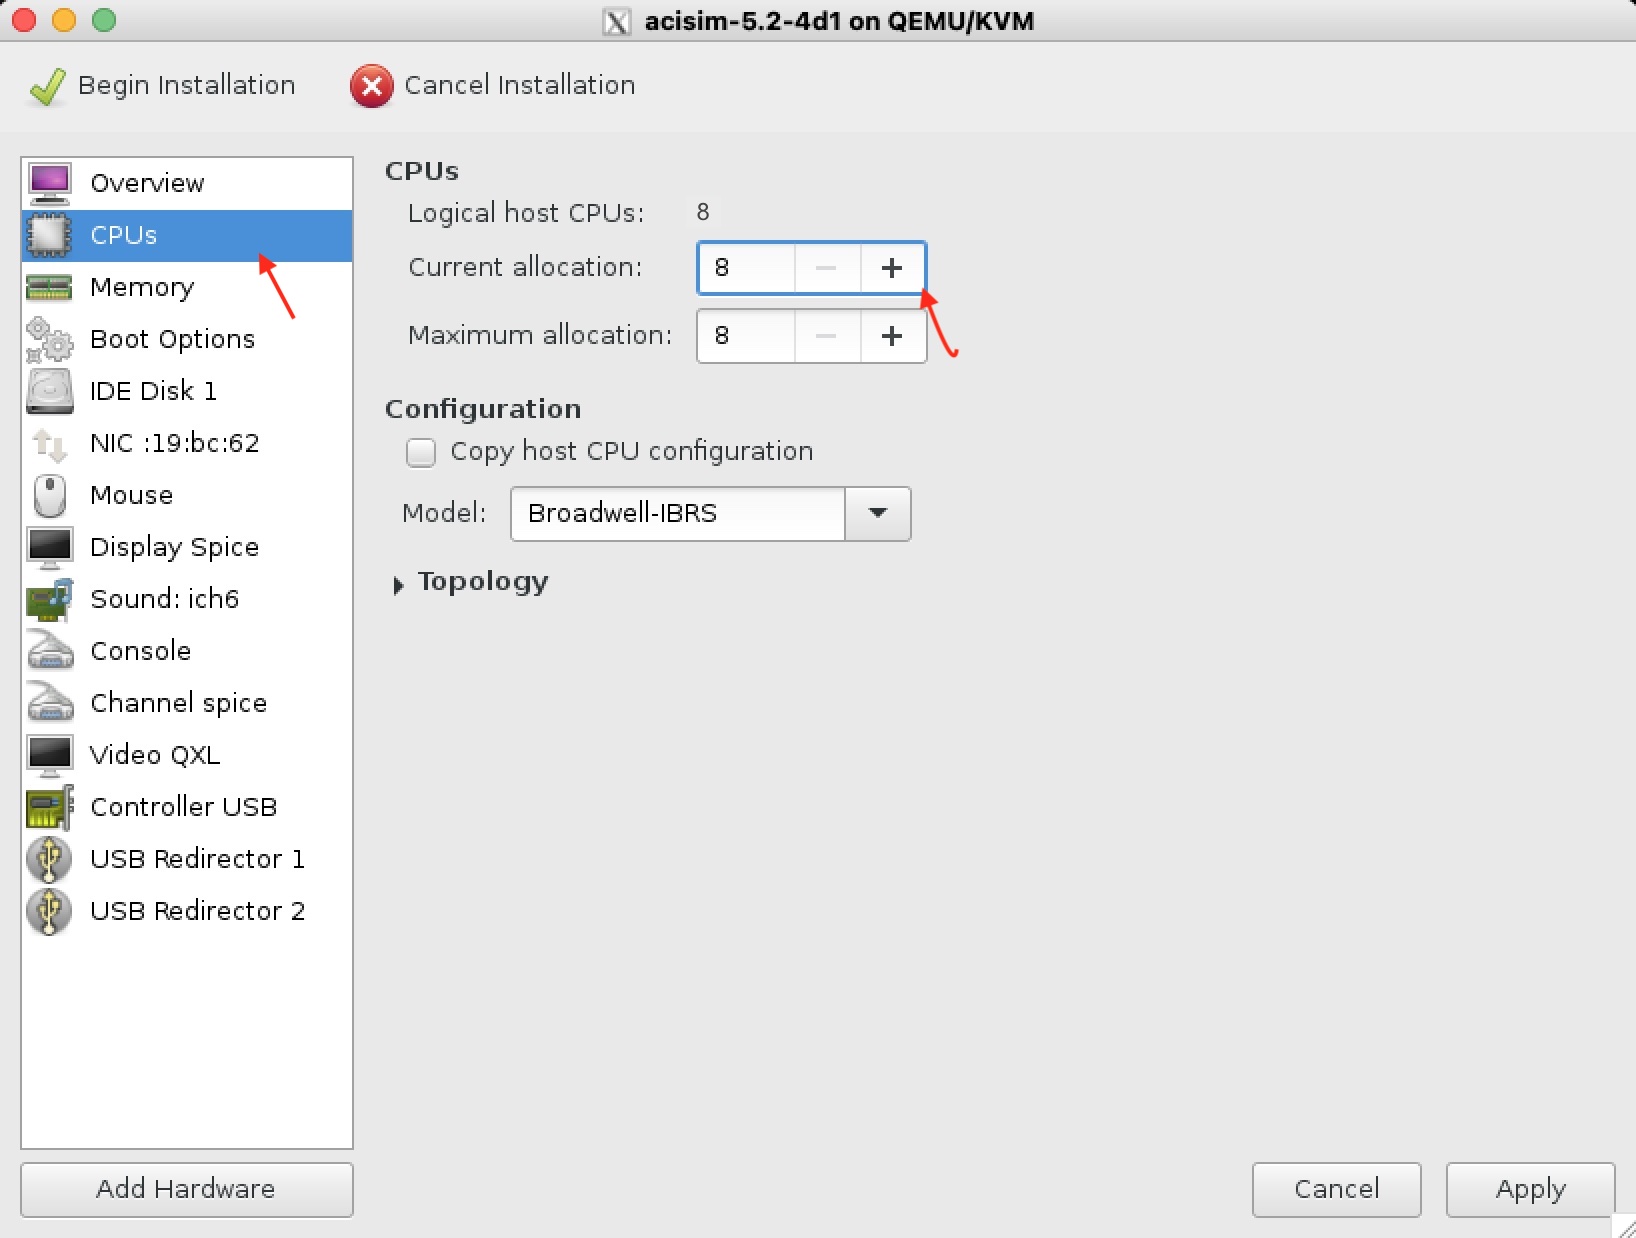 acisim-5.2-4d1 on QEMU/KVM
Begin Installation
Cancel Installation
Overview
CPUs
Memory
Boot Options
IDE Disk 1
NIC :19:bc:62
Mouse
Display Spice
Sound: ich6
Console
Channel spice
Video QXL
Controller USB
USB Redirector 1
USB Redirector 2
Add Hardware
CPUs
Logical host CPUs: 8
Current allocation: 8 − +
Maximum allocation: 8 − +
Configuration
Copy host CPU configuration
Model: Broadwell-IBRS
Topology
Cancel
Apply